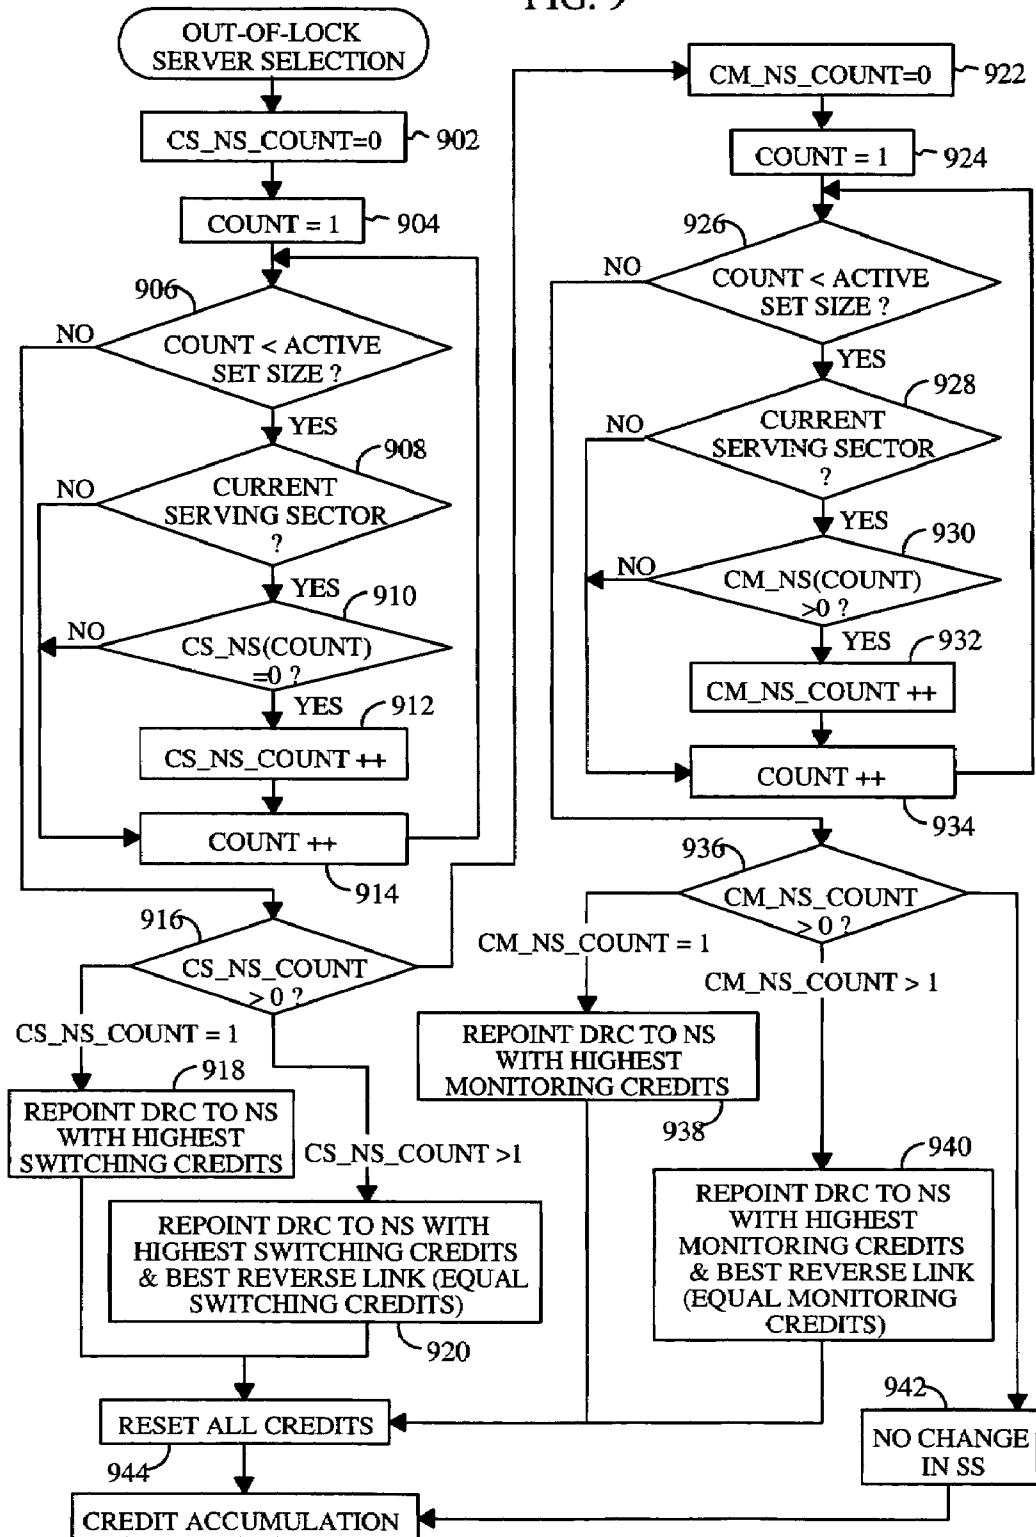 FIG. 9
OUT-OF-LOCK
SERVER SELECTION
CS_NS_COUNT=0
902
COUNT = 1
904
906
COUNT < ACTIVE
SET SIZE ?
NO
YES
908
CURRENT
SERVING SECTOR
?
NO
YES
910
CS_NS(COUNT)
=0 ?
NO
YES
912
CS_NS_COUNT ++
COUNT ++
914
916
CS_NS_COUNT
> 0 ?
CS_NS_COUNT = 1
918
REPOINT DRC TO NS
WITH HIGHEST
SWITCHING CREDITS
CS_NS_COUNT >1
REPOINT DRC TO NS WITH
HIGHEST SWITCHING CREDITS
& BEST REVERSE LINK (EQUAL
SWITCHING CREDITS)
920
CM_NS_COUNT=0
922
COUNT = 1
924
926
COUNT < ACTIVE
SET SIZE ?
NO
YES
928
CURRENT
SERVING SECTOR
?
NO
YES
930
CM_NS(COUNT)
>0 ?
NO
YES
932
CM_NS_COUNT ++
COUNT ++
934
936
CM_NS_COUNT
> 0 ?
CM_NS_COUNT = 1
CM_NS_COUNT > 1
REPOINT DRC TO NS
WITH HIGHEST
MONITORING CREDITS
938
940
REPOINT DRC TO NS
WITH HIGHEST
MONITORING CREDITS
& BEST REVERSE LINK
(EQUAL MONITORING
CREDITS)
942
NO CHANGE
IN SS
RESET ALL CREDITS
944
CREDIT ACCUMULATION